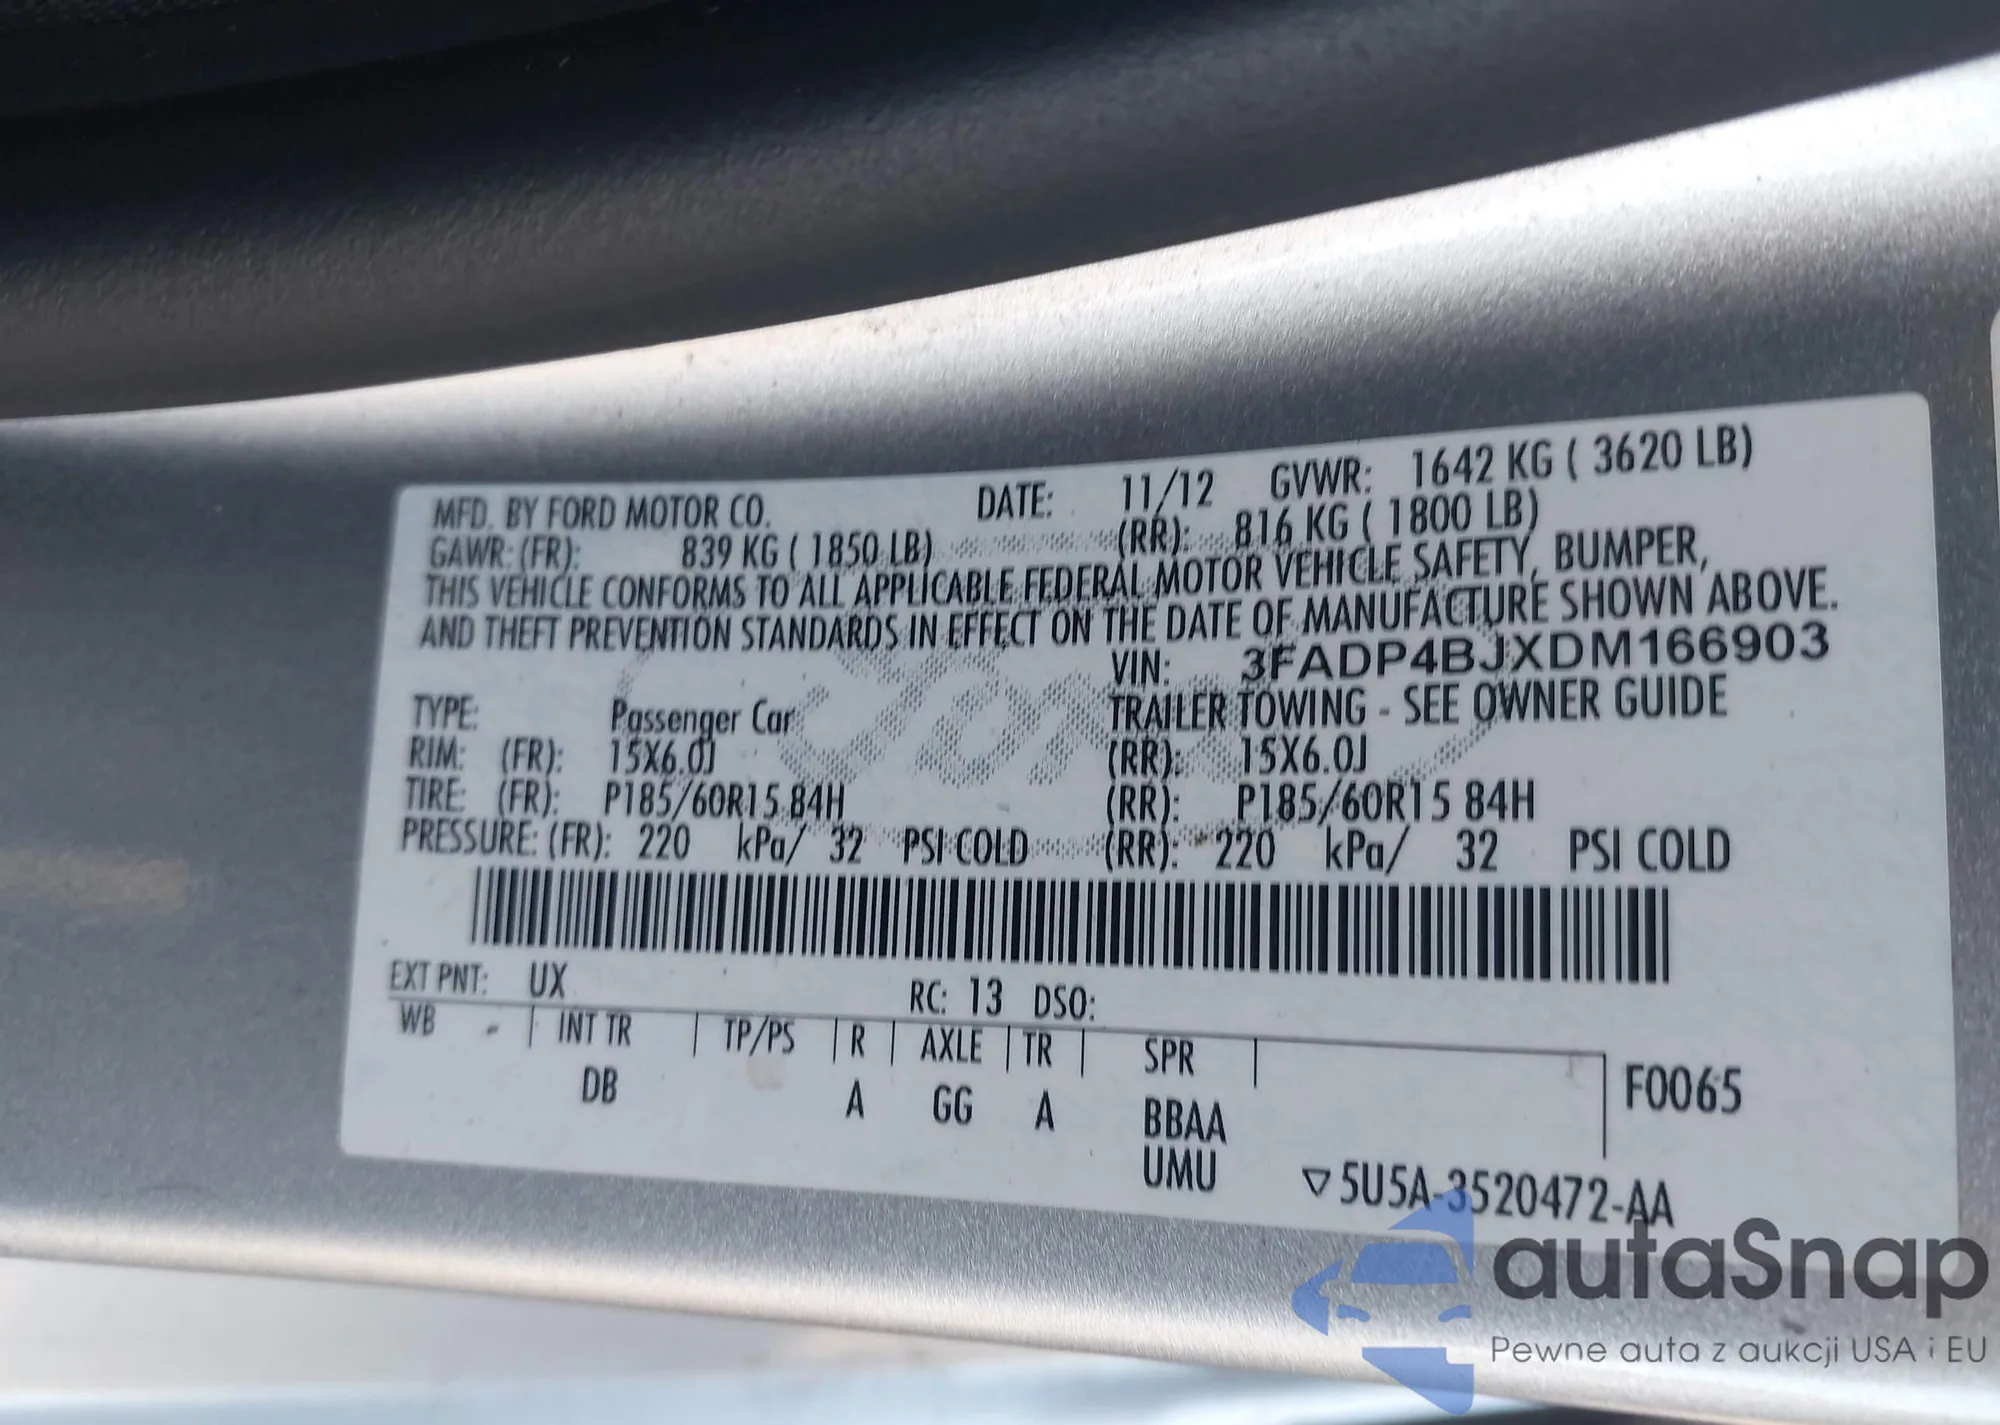 MFD. BY FORD MOTOR CO. DATE: 11/12 GVWR: 1642 KG ( 3620 LB)
GAWR: (FR): 839 KG ( 1850 LB) (RR): 816 KG ( 1800 LB)
THIS VEHICLE CONFORMS TO ALL APPLICABLE FEDERAL MOTOR VEHICLE SAFETY, BUMPER,
AND THEFT PREVENTION STANDARDS IN EFFECT ON THE DATE OF MANUFACTURE SHOWN ABOVE.
VIN: 3FADP4BJXDM166903
TYPE: Passenger Car TRAILER TOWING - SEE OWNER GUIDE
RIM: (FR): 15X6.0J (RR): 15X6.0J
TIRE: (FR): P185/60R15 84H (RR): P185/60R15 84H
PRESSURE: (FR): 220 kPa/ 32 PSI COLD (RR): 220 kPa/ 32 PSI COLD
Ford
EXT PNT: UX RC: 13 DSO:
WB - | INT TR | TP/PS | R | AXLE | TR | SPR |
DB A GG A BBAA F0065
UMU
▽5U5A-3520472-AA
autaSnap
Pewne auta z aukcji USA i EU